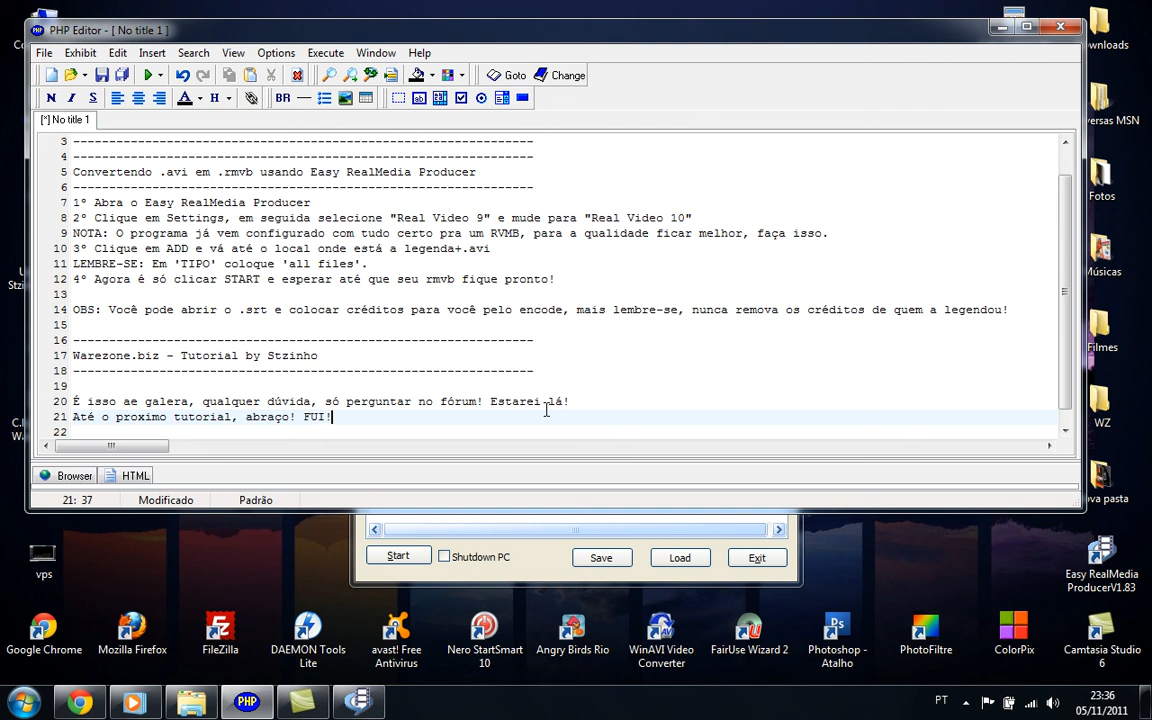 PHP Editor - [ No title 1 ]
File Exhibit Edit Insert Search View Options Execute Window Help
Goto Change
N I S A H BR
[*] No title 1
3 ----------------------------------------------------------------
4 ----------------------------------------------------------------
5 Convertendo .avi em .rmvb usando Easy RealMedia Producer
6 ----------------------------------------------------------------
7 1º Abra o Easy RealMedia Producer
8 2º Clique em Settings, em seguida selecione "Real Video 9" e mude para "Real Video 10"
9 NOTA: O programa já vem configurado com tudo certo pra um RVMB, para a qualidade ficar melhor, faça isso.
10 3º Clique em ADD e vá até o local onde está a legenda+.avi
11 LEMBRE-SE: Em 'TIPO' coloque 'all files'.
12 4º Agora é só clicar START e esperar até que seu rmvb fique pronto!
13
14 OBS: Você pode abrir o .srt e colocar créditos para você pelo encode, mais lembre-se, nunca remova os créditos de quem a legendou!
15
16 ----------------------------------------------------------------
17 Warezone.biz - Tutorial by Stzinho
18 ----------------------------------------------------------------
19
20 É isso ae galera, qualquer dúvida, só perguntar no fórum! Estarei lá!
21 Até o proximo tutorial, abraço! FUI!
22
Browser HTML
21: 37 Modificado Padrão
Start Shutdown PC Save Load Exit
ownloads
versas MSN
Fotos
Músicas
Filmes
WZ
ova pasta
vps
Easy RealMedia
ProducerV1.83
Google Chrome
Mozilla Firefox
FileZilla
DAEMON Tools
Lite
avast! Free
Antivirus
Nero StartSmart
10
Angry Birds Rio
WinAVI Video
Converter
FairUse Wizard 2
Photoshop -
Atalho
PhotoFiltre
ColorPix
Camtasia Studio
6
PHP
PT
23:36
05/11/2011